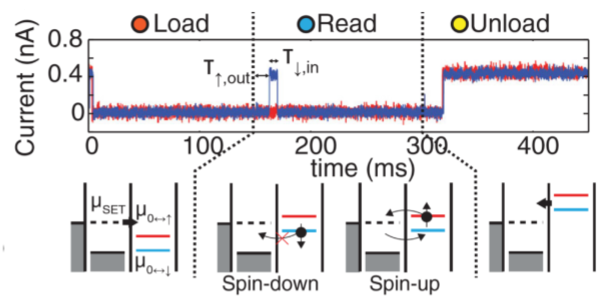 Load Read Unload
0.8
0.4
0
Current (nA)
T↑,out
T↓,in
0 100 200 300 400
time (ms)
μSET
μ0↔↑
μ0↔↓
Spin-down Spin-up